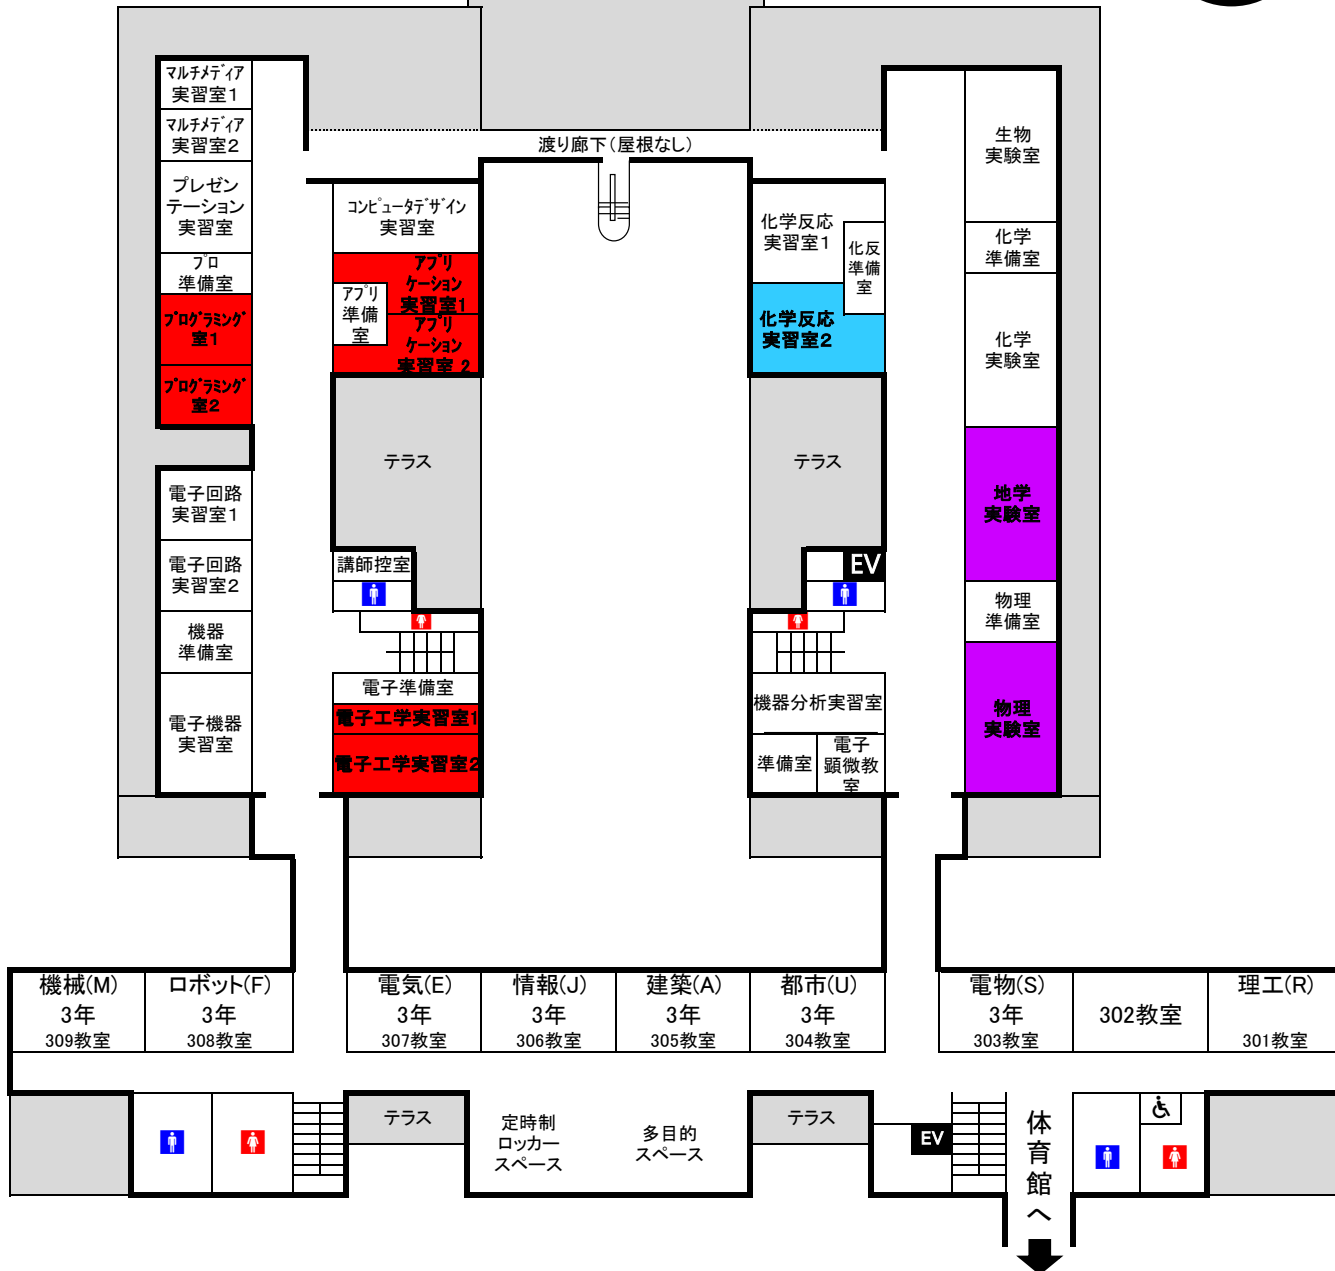 マルチメディア
実習室1
マルチメディア
実習室2
プレゼン
テーション
実習室
プロ
準備室
プログラミング
室1
プログラミング
室2
電子回路
実習室1
電子回路
実習室2
機器
準備室
電子機器
実習室
渡り廊下(屋根なし)
コンピュータデザイン
実習室
アプリ
ケーション
実習室1
アプリ
準備
室
アプリ
ケーション
実習室 2
テラス
講師控室
電子準備室
電子工学実習室1
電子工学実習室2
化学反応
実習室1
化反
準備
室
化学反応
実習室2
テラス
EV
機器分析実習室
準備室
電子
顕微教
室
生物
実験室
化学
準備室
化学
実験室
地学
実験室
物理
準備室
物理
実験室
機械(M)
3年
309教室
ロボット(F)
3年
308教室
電気(E)
3年
307教室
情報(J)
3年
306教室
建築(A)
3年
305教室
都市(U)
3年
304教室
電物(S)
3年
303教室
302教室
理工(R)
301教室
テラス
定時制
ロッカー
スペース
多目的
スペース
テラス
EV
体育館へ